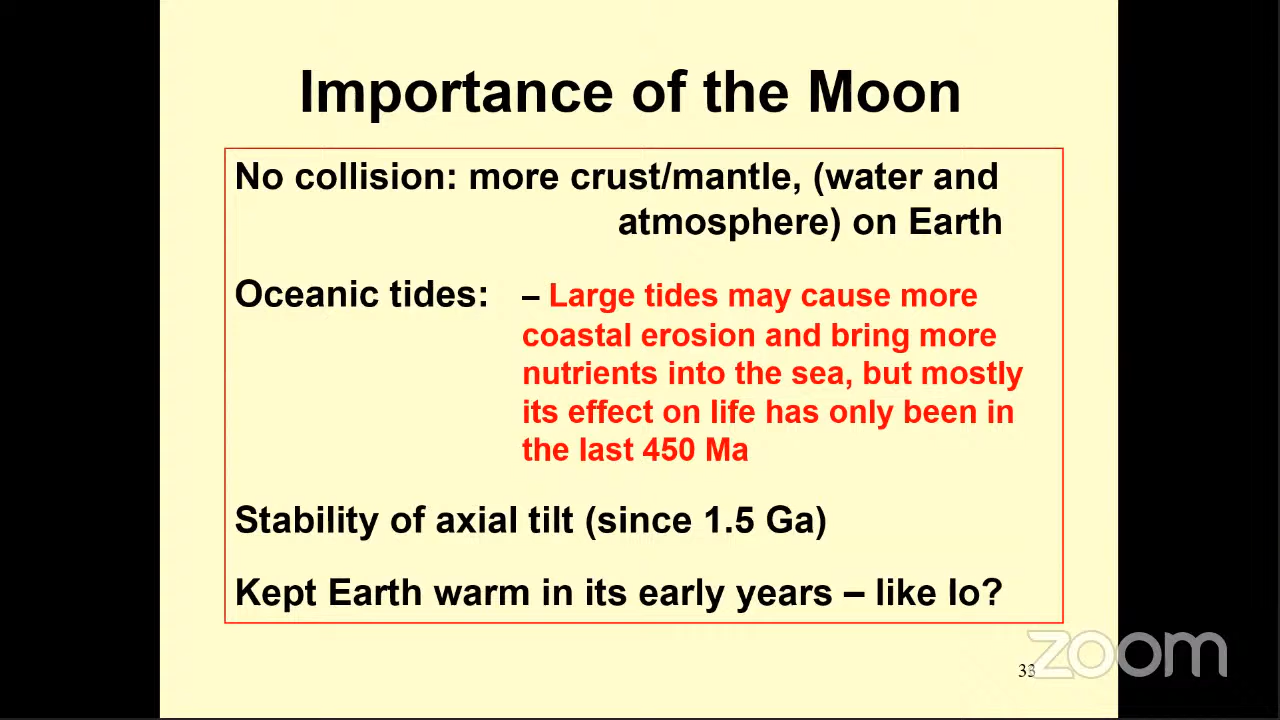 Importance of the Moon
No collision: more crust/mantle, (water and
atmosphere) on Earth
Oceanic tides: – Large tides may cause more
coastal erosion and bring more
nutrients into the sea, but mostly
its effect on life has only been in
the last 450 Ma
Stability of axial tilt (since 1.5 Ga)
Kept Earth warm in its early years – like Io?
33
zoom